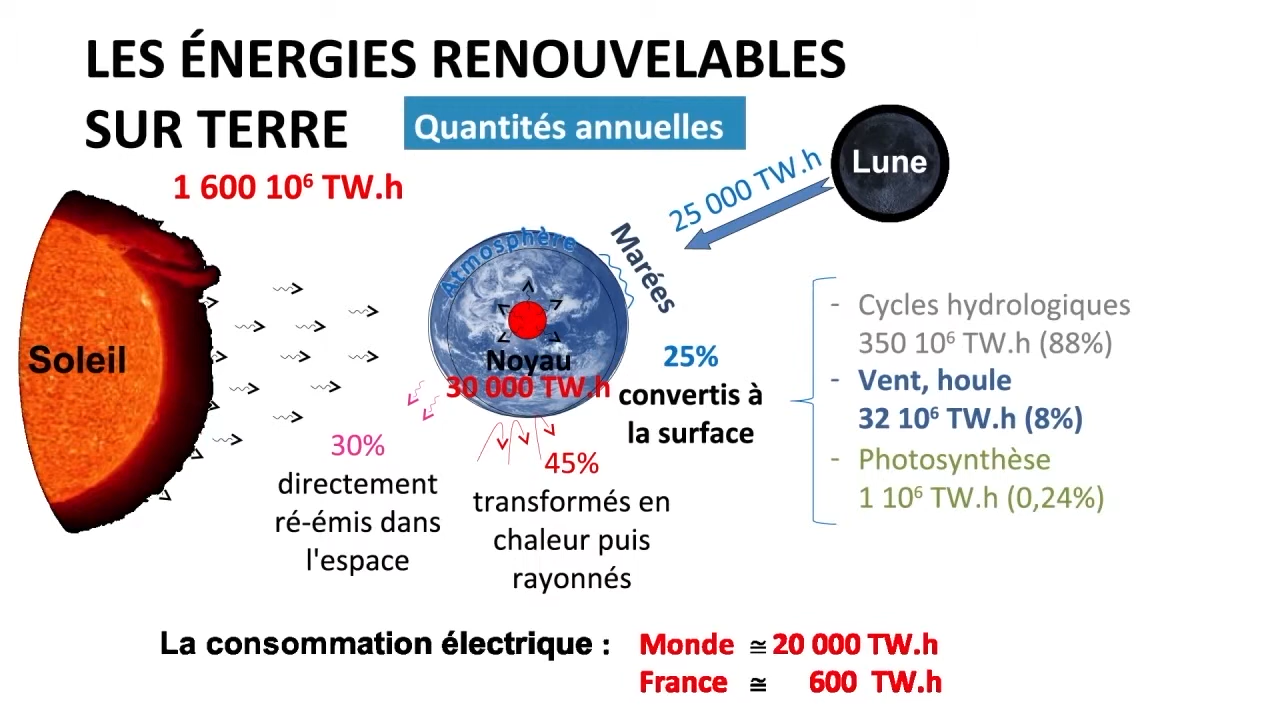 LES ÉNERGIES RENOUVELABLES
SUR TERRE
Quantités annuelles
Lune
25 000 TW.h
1 600 10⁶ TW.h
Atmosphère
Marées
Soleil
Noyau
30 000 TW.h
25%
convertis à
la surface
- Cycles hydrologiques
350 10⁶ TW.h (88%)
- Vent, houle
32 10⁶ TW.h (8%)
- Photosynthèse
1 10⁶ TW.h (0,24%)
30%
directement
ré-émis dans
l'espace
45%
transformés en
chaleur puis
rayonnés
La consommation électrique : Monde ≅ 20 000 TW.h
France ≅ 600 TW.h